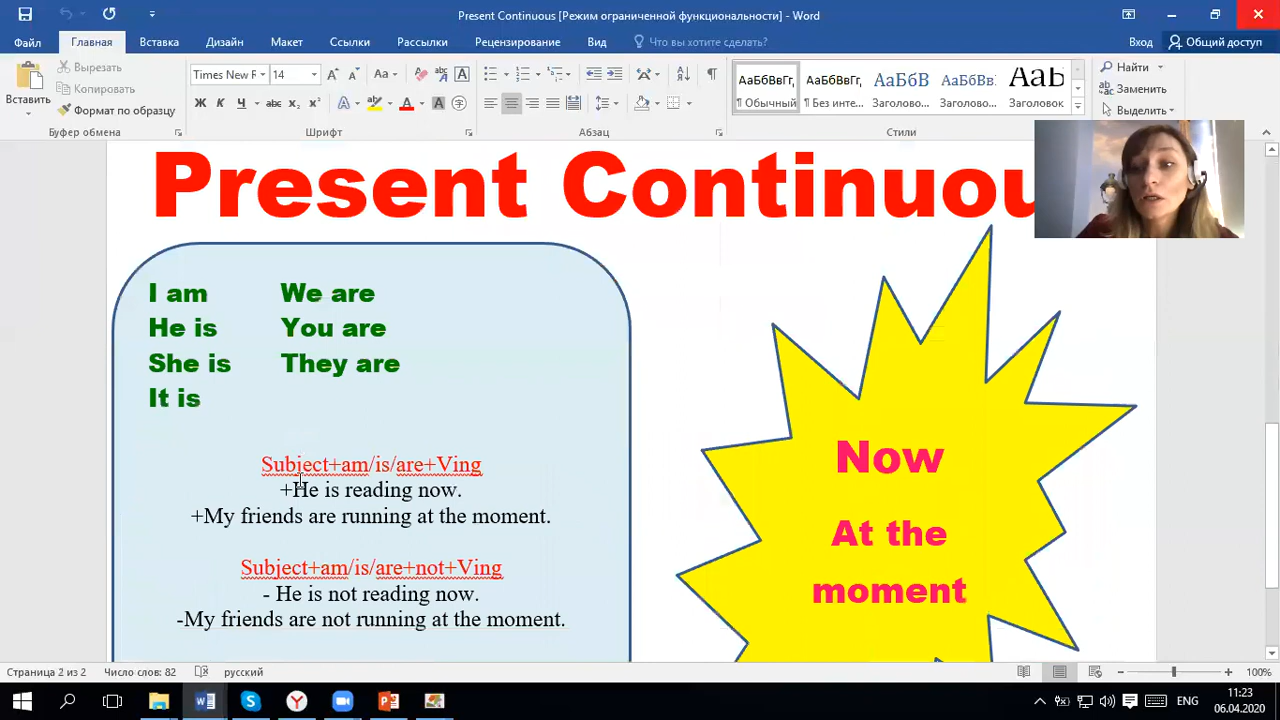 Present Continuous [Режим ограниченной функциональности] - Word
Файл Главная Вставка Дизайн Макет Ссылки Рассылки Рецензирование Вид Что вы хотите сделать? Вход Общий доступ
Вставить
Вырезать
Копировать
Формат по образцу
Буфер обмена
Times New R 14
Aa
Ж К Ч abc x₂ x²
Шрифт
Абзац
АаБбВвГг, АаБбВвГг, АаБбВ АаБбВв АаБ
¶ Обычный ¶ Без инте... Заголово... Заголово... Заголовок
Стили
Найти
Заменить
Выделить
Present Continuou
I am We are
He is You are
She is They are
It is
Subject+am/is/are+Ving
+He is reading now.
+My friends are running at the moment.
Subject+am/is/are+not+Ving
- He is not reading now.
-My friends are not running at the moment.
Now
At the
moment
Страница 2 из 2 Число слов: 82 русский 100%
ENG 11:23
06.04.2020